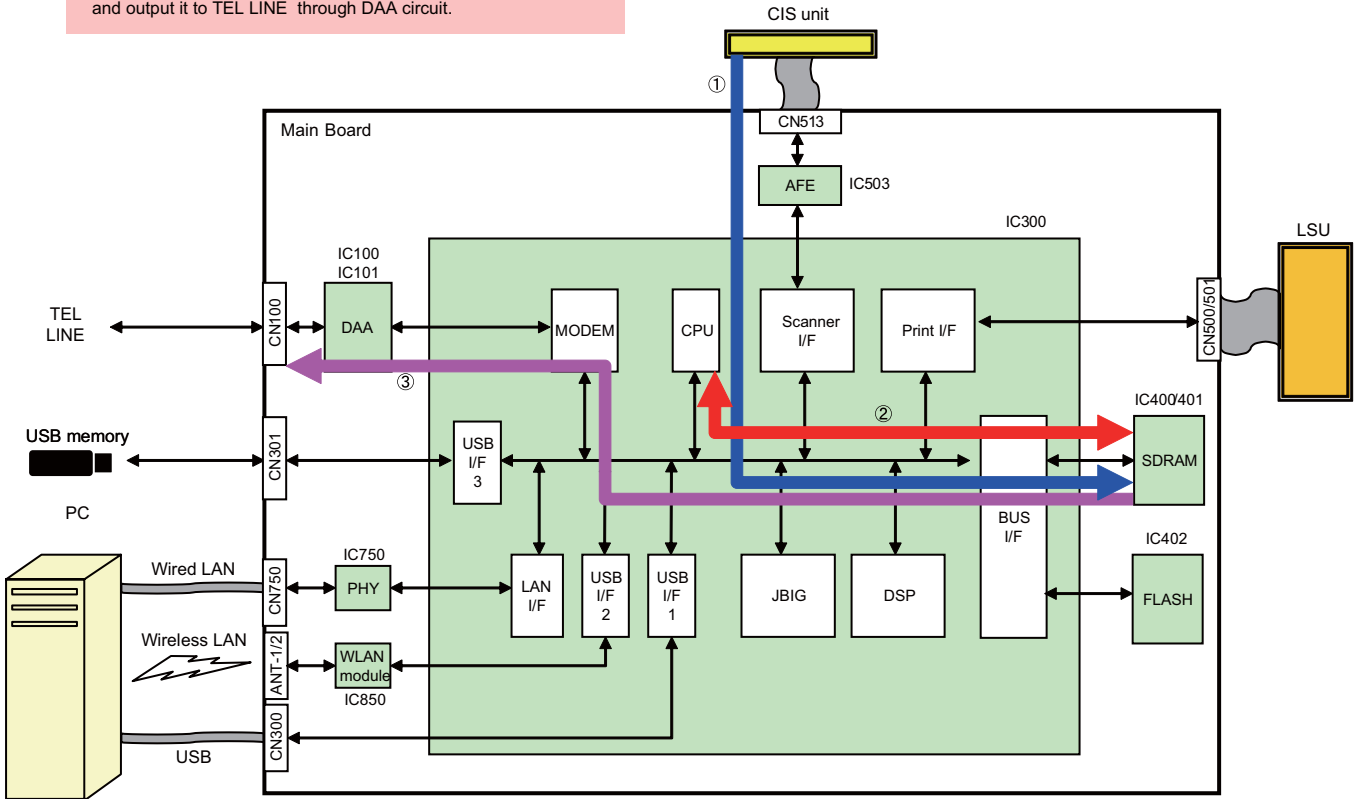 and output it to TEL LINE through DAA circuit.
CIS unit
①
CN513
Main Board
AFE
IC503
IC300
LSU
IC100
IC101
TEL
LINE
CN100
DAA
MODEM
CPU
Scanner
I/F
Print I/F
CN500/501
③
②
IC400/401
USB memory
CN301
USB
I/F
3
SDRAM
PC
BUS
I/F
IC402
Wired LAN
CN750
IC750
PHY
LAN
I/F
USB
I/F
2
USB
I/F
1
JBIG
DSP
FLASH
Wireless LAN
ANT-1/2
WLAN
module
IC850
CN300
USB